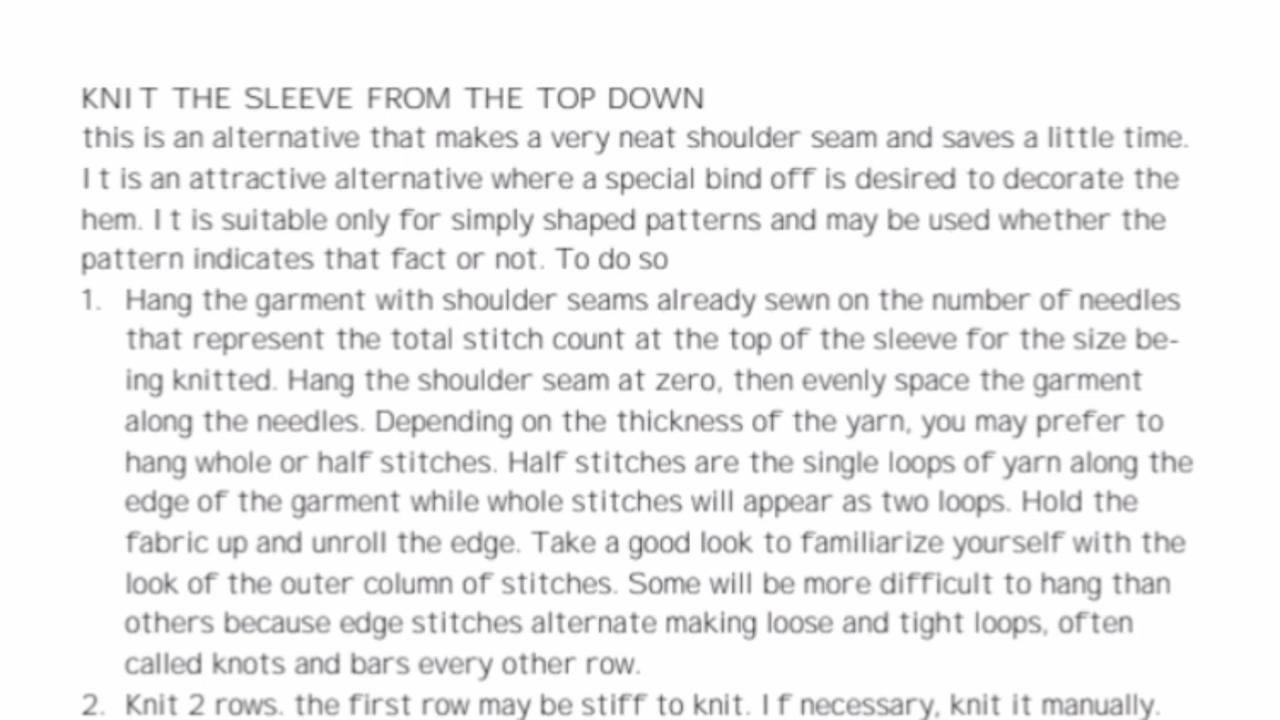 KNIT THE SLEEVE FROM THE TOP DOWN
this is an alternative that makes a very neat shoulder seam and saves a little time.
It is an attractive alternative where a special bind off is desired to decorate the
hem. It is suitable only for simply shaped patterns and may be used whether the
pattern indicates that fact or not. To do so
1. Hang the garment with shoulder seams already sewn on the number of needles
that represent the total stitch count at the top of the sleeve for the size be-
ing knitted. Hang the shoulder seam at zero, then evenly space the garment
along the needles. Depending on the thickness of the yarn, you may prefer to
hang whole or half stitches. Half stitches are the single loops of yarn along the
edge of the garment while whole stitches will appear as two loops. Hold the
fabric up and unroll the edge. Take a good look to familiarize yourself with the
look of the outer column of stitches. Some will be more difficult to hang than
others because edge stitches alternate making loose and tight loops, often
called knots and bars every other row.
2. Knit 2 rows. the first row may be stiff to knit. If necessary, knit it manually.